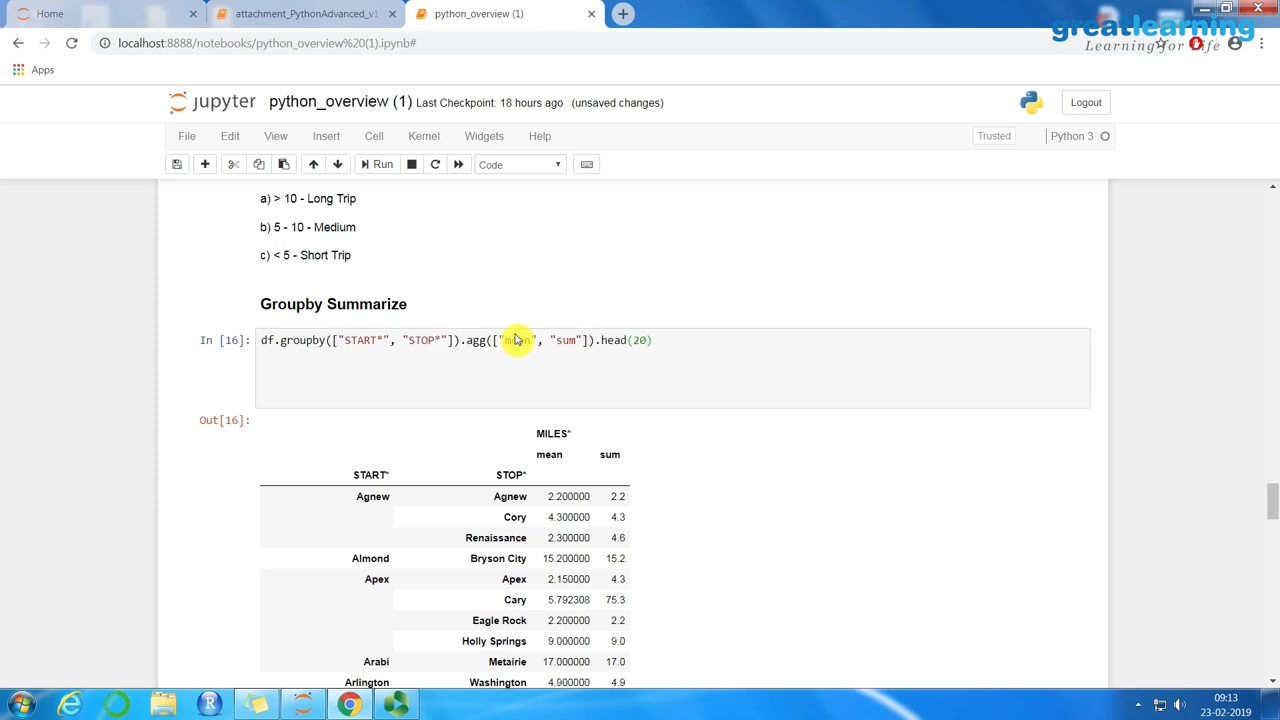 Home
attachment_PythonAdvanced_v1
python_overview (1)
greatlearning
Learning for Life
localhost:8888/notebooks/python_overview%20(1).ipynb#
Apps
jupyter python_overview (1) Last Checkpoint: 18 hours ago (unsaved changes)
Logout
File Edit View Insert Cell Kernel Widgets Help
Trusted
Python 3
Run
Code
a) > 10 - Long Trip
b) 5 - 10 - Medium
c) < 5 - Short Trip
Groupby Summarize
In [16]: df.groupby(["START*", "STOP*"]).agg(["mean", "sum"]).head(20)
Out[16]:
MILES*
mean sum
START* STOP*
Agnew Agnew 2.200000 2.2
Cory 4.300000 4.3
Renaissance 2.300000 4.6
Almond Bryson City 15.200000 15.2
Apex Apex 2.150000 4.3
Cary 5.792308 75.3
Eagle Rock 2.200000 2.2
Holly Springs 9.000000 9.0
Arabi Metairie 17.000000 17.0
Arlington Washington 4.900000 4.9
09:13
23-02-2019